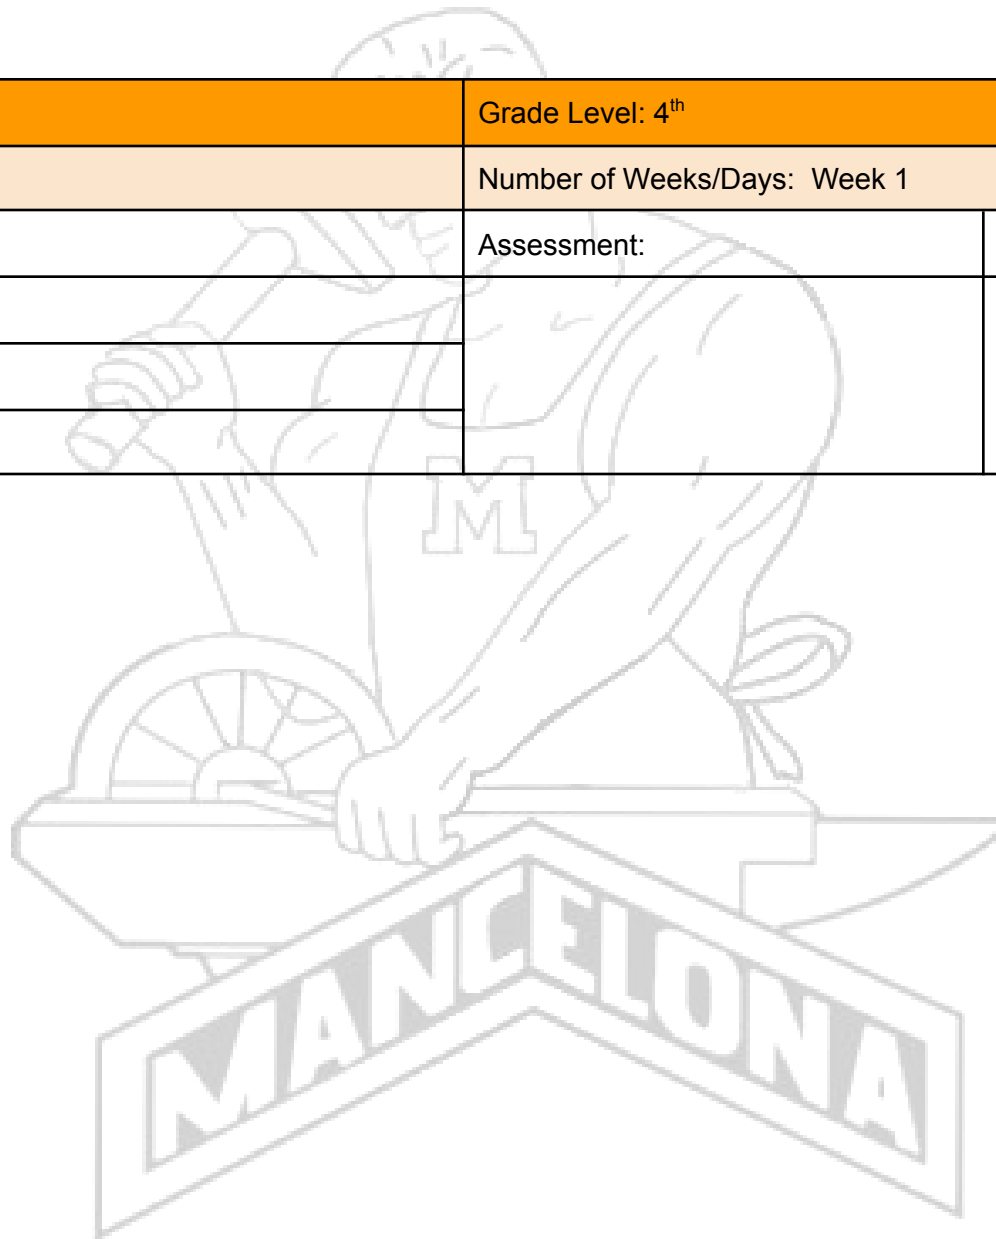 Grade Level: 4th
Number of Weeks/Days: Week 1
Assessment:
M
MANCELONA